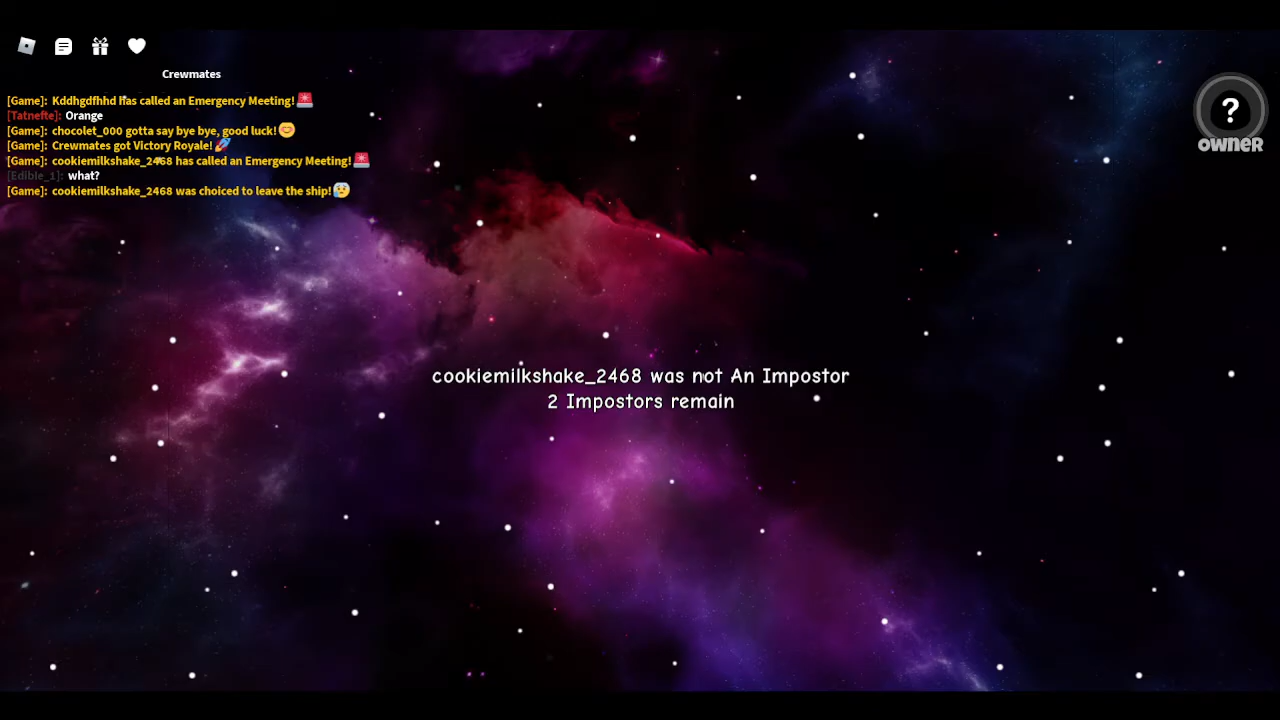 Crewmates
[Game]: Kddhgdfhhd has called an Emergency Meeting!🚨
[Tatnefte]: Orange
[Game]: chocolet_000 gotta say bye bye, good luck!😊
[Game]: Crewmates got Victory Royale!🚀
[Game]: cookiemilkshake_2468 has called an Emergency Meeting!🚨
[Edible_1]: what?
[Game]: cookiemilkshake_2468 was choiced to leave the ship!😰
?
OWNER
cookiemilkshake_2468 was not An Impostor
2 Impostors remain